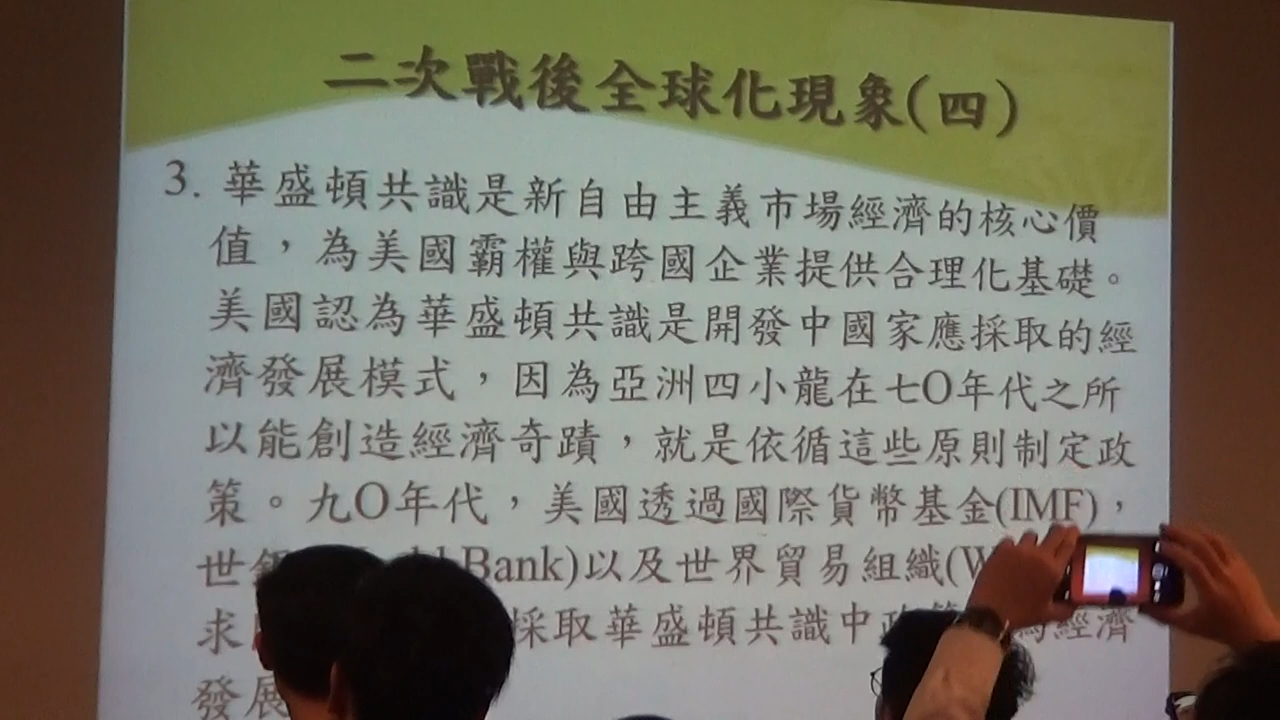 二次戰後全球化現象(四)
3. 華盛頓共識是新自由主義市場經濟的核心價
值，為美國霸權與跨國企業提供合理化基礎。
美國認為華盛頓共識是開發中國家應採取的經
濟發展模式，因為亞洲四小龍在七O年代之所
以能創造經濟奇蹟，就是依循這些原則制定政
策。九O年代，美國透過國際貨幣基金(IMF)，
世 Bank)以及世界貿易組織(W
求 採取華盛頓共識中 經濟
發展